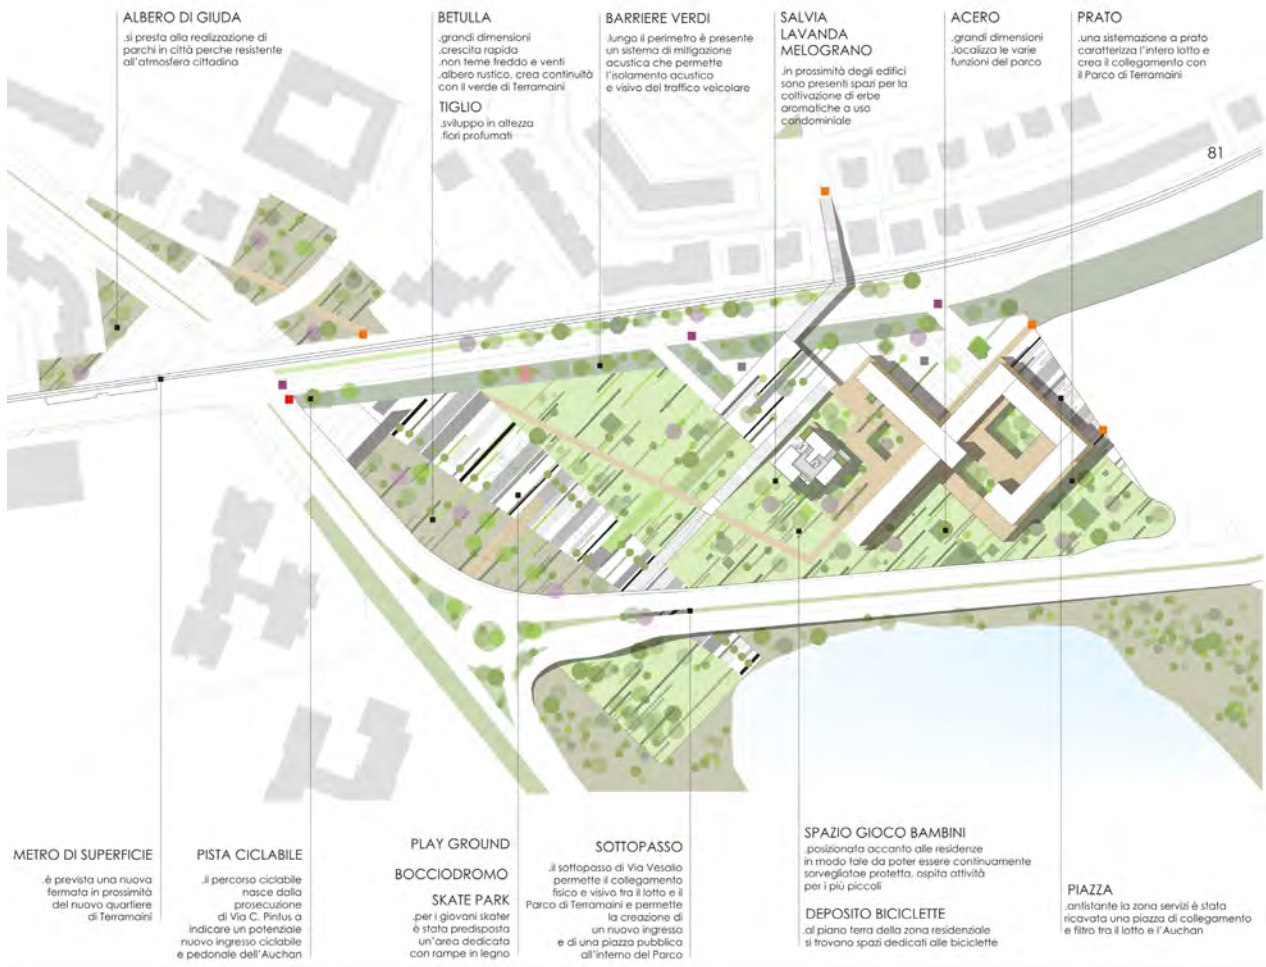 ALBERO DI GIUDA
.si presta alla realizzazione di
parchi in città perche resistente
all'atmosfera cittadina
BETULLA
.grandi dimensioni
.crescita rapida
.non teme freddo e venti
.albero rustico, crea continuità
con il verde di Terramaini
TIGLIO
.sviluppo in altezza
.fiori profumati
BARRIERE VERDI
.lungo il perimetro è presente
un sistema di mitigazione
acustica che permette
l'isolamento acustico
e visivo del traffico veicolare
SALVIA
LAVANDA
MELOGRANO
.in prossimità degli edifici
sono presenti spazi per la
coltivazione di erbe
aromatiche a uso
condominiale
ACERO
.grandi dimensioni
.localizza le varie
funzioni del parco
PRATO
.una sistemazione a prato
caratterizza l'intero lotto e
crea il collegamento con
il Parco di Terramaini
81
METRO DI SUPERFICIE
.è prevista una nuova
fermata in prossimità
del nuovo quartiere
di Terramaini
PISTA CICLABILE
.il percorso ciclabile
nasce dalla
prosecuzione
di Via C. Pintus a
indicare un potenziale
nuovo ingresso ciclabile
e pedonale dell'Auchan
PLAY GROUND
BOCCIODROMO
SKATE PARK
.per i giovani skater
è stata predisposta
un'area dedicata
con rampe in legno
SOTTOPASSO
.il sottopasso di Via Vesalio
permette il collegamento
fisico e visivo tra il lotto e il
Parco di Terramaini e permette
la creazione di
un nuovo ingresso
e di una piazza pubblica
all'interno del Parco
SPAZIO GIOCO BAMBINI
.posizionata accanto alle residenze
in modo tale da poter essere continuamente
sorvegliatae protetta, ospita attività
per i più piccoli
DEPOSITO BICICLETTE
.al piano terra della zona residenziale
si trovano spazi dedicati alle biciclette
PIAZZA
.antistante la zona servizi è stata
ricavata una piazza di collegamento
e filtro tra il lotto e l'Auchan